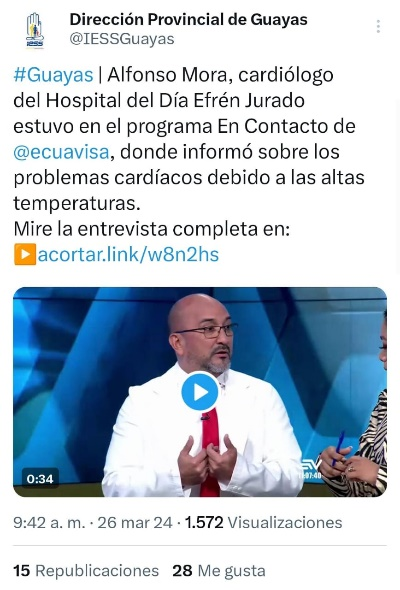 Dirección Provincial de Guayas
@IESSGuayas
#Guayas | Alfonso Mora, cardiólogo
del Hospital del Día Efrén Jurado
estuvo en el programa En Contacto de
@ecuavisa, donde informó sobre los
problemas cardíacos debido a las altas
temperaturas.
Mire la entrevista completa en:
▶️acortar.link/w8n2hs
0:34
9:42 a. m. · 26 mar 24 · 1.572 Visualizaciones
15 Republicaciones 28 Me gusta